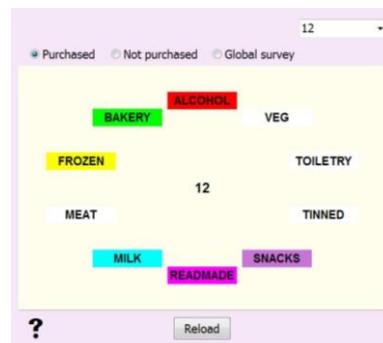 12
Purchased Not purchased Global survey
ALCOHOL
BAKERY VEG
FROZEN TOILETRY
12
MEAT TINNED
MILK SNACKS
READMADE
? Reload